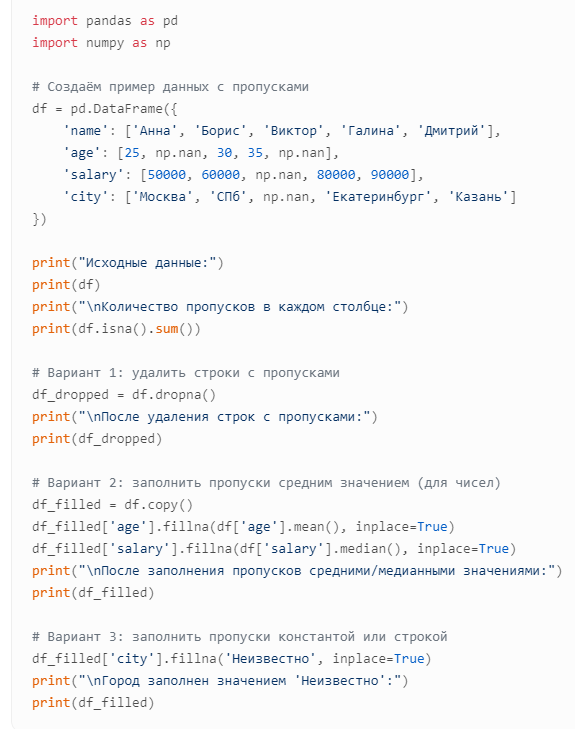 import pandas as pd
import numpy as np

# Создаём пример данных с пропусками
df = pd.DataFrame({
    'name': ['Анна', 'Борис', 'Виктор', 'Галина', 'Дмитрий'],
    'age': [25, np.nan, 30, 35, np.nan],
    'salary': [50000, 60000, np.nan, 80000, 90000],
    'city': ['Москва', 'СПб', np.nan, 'Екатеринбург', 'Казань']
})

print("Исходные данные:")
print(df)
print("\nКоличество пропусков в каждом столбце:")
print(df.isna().sum())

# Вариант 1: удалить строки с пропусками
df_dropped = df.dropna()
print("\nПосле удаления строк с пропусками:")
print(df_dropped)

# Вариант 2: заполнить пропуски средним значением (для чисел)
df_filled = df.copy()
df_filled['age'].fillna(df['age'].mean(), inplace=True)
df_filled['salary'].fillna(df['salary'].median(), inplace=True)
print("\nПосле заполнения пропусков средними/медианными значениями:")
print(df_filled)

# Вариант 3: заполнить пропуски константой или строкой
df_filled['city'].fillna('Неизвестно', inplace=True)
print("\nГород заполнен значением 'Неизвестно':")
print(df_filled)